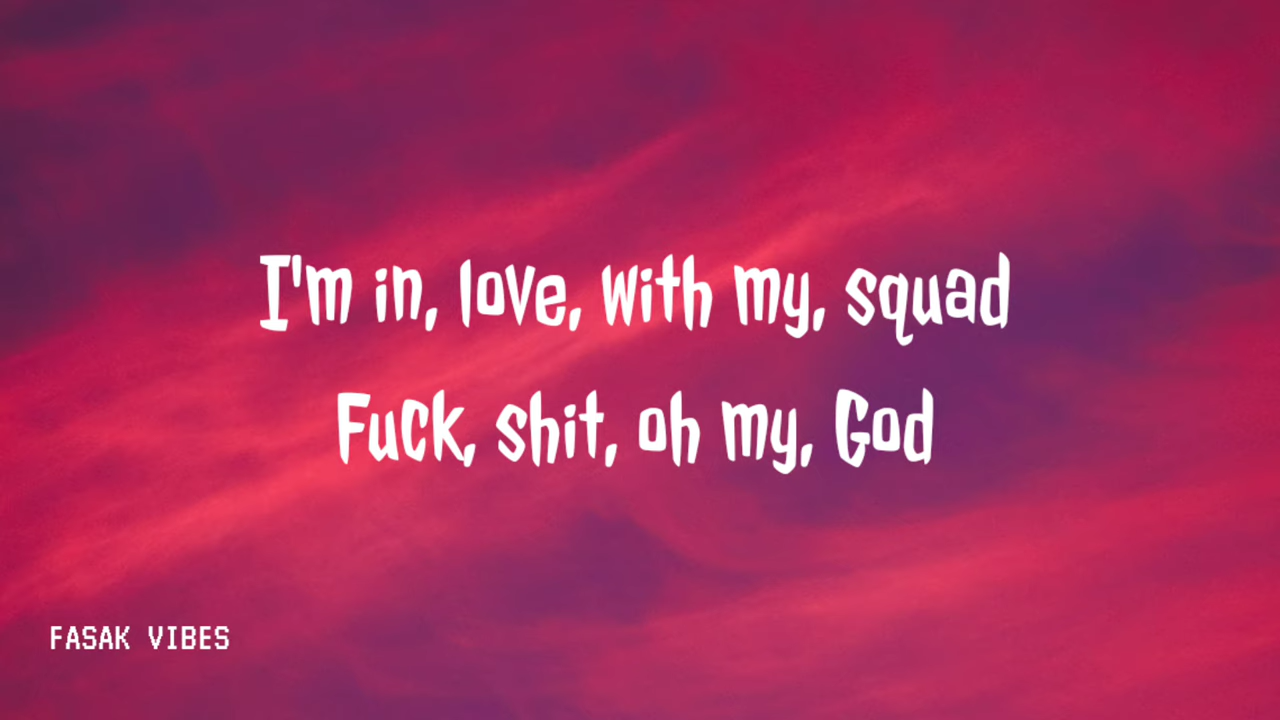 I'm in, love, with my, squad
Fuck, shit, oh my, God
FASAK VIBES